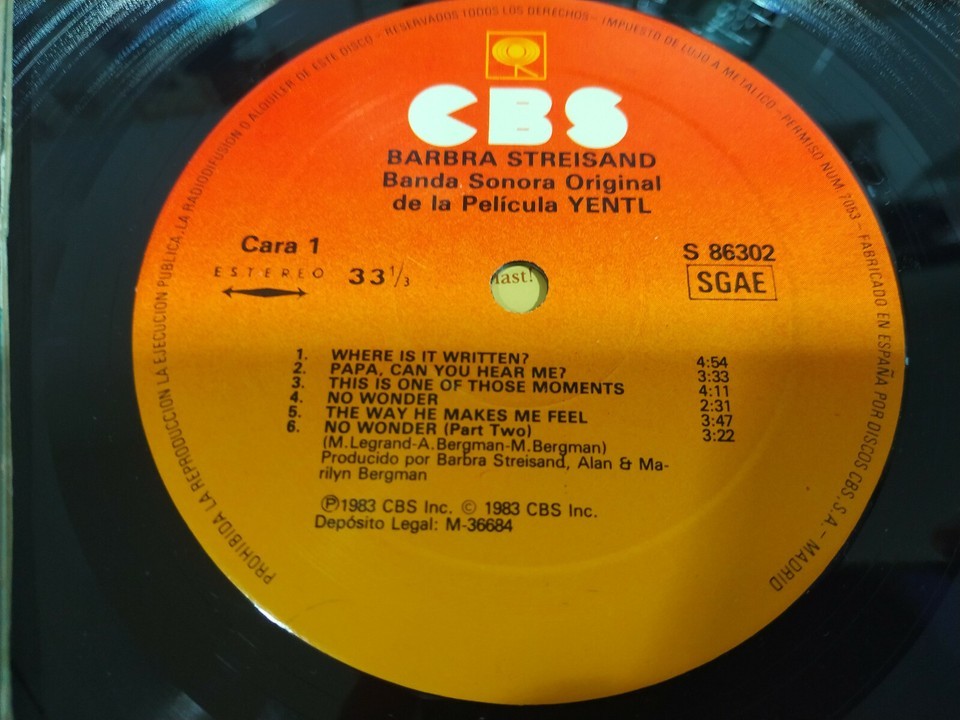 PROHIBIDA LA REPRODUCCION LA EJECUCION PUBLICA, LA RADIODIFUSION O ALQUILER DE ESTE DISCO - RESERVADOS TODOS LOS DERECHOS - IMPUESTO DE LUJO A METALICO - PERMISO NUM 7063 - FABRICADO EN ESPAÑA POR DISCOS CBS, S.A. - MADRID
CBS
BARBRA STREISAND
Banda Sonora Original
de la Película YENTL
Cara 1
ESTEREO 33 1/3
S 86302
SGAE
mast!
1. WHERE IS IT WRITTEN? 4:54
2. PAPA, CAN YOU HEAR ME? 3:33
3. THIS IS ONE OF THOSE MOMENTS 4:11
4. NO WONDER 2:31
5. THE WAY HE MAKES ME FEEL 3:47
6. NO WONDER (Part Two) 3:22
(M.Legrand-A.Bergman-M.Bergman)
Producido por Barbra Streisand, Alan & Ma-
rilyn Bergman
℗1983 CBS Inc. © 1983 CBS Inc.
Depósito Legal: M-36684